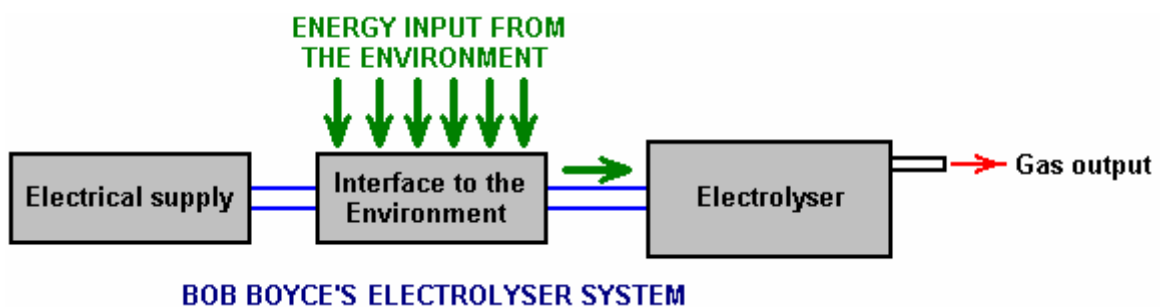 ENERGY INPUT FROM
THE ENVIRONMENT
Electrical supply
Interface to the
Environment
Electrolyser
Gas output
BOB BOYCE'S ELECTROLYSER SYSTEM